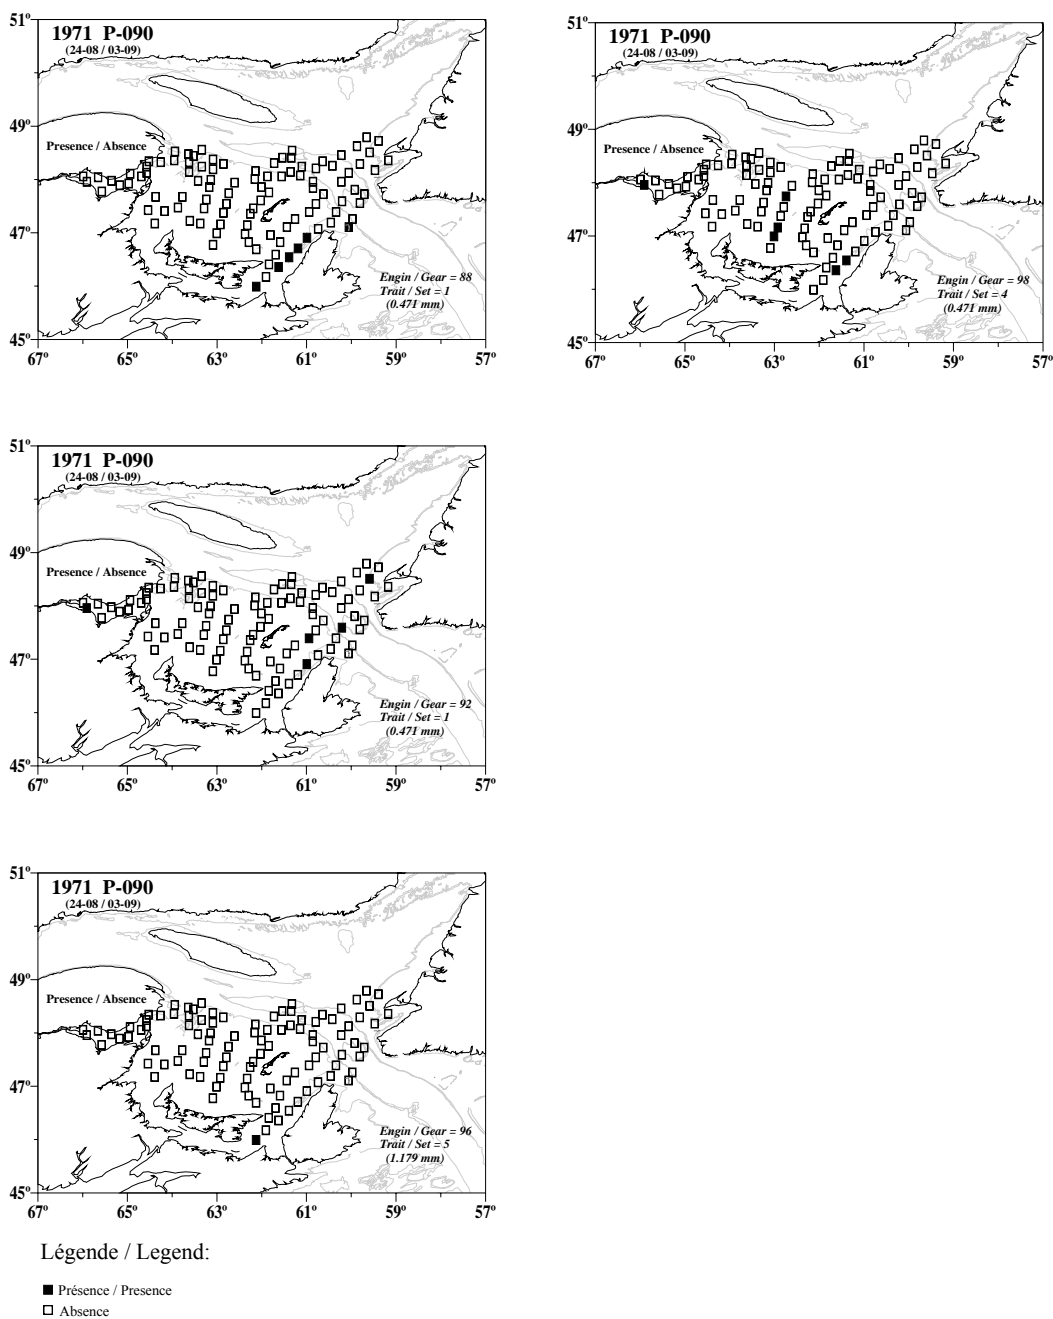 51º
1971 P-090
(24-08 / 03-09)
49º
Presence / Absence
47º
Engin / Gear = 88
Trait / Set = 1
(0.471 mm)
45º
67º 65º 63º 61º 59º 57º
51º
1971 P-090
(24-08 / 03-09)
49º
Presence / Absence
47º
Engin / Gear = 98
Trait / Set = 4
(0.471 mm)
45º
67º 65º 63º 61º 59º 57º
51º
1971 P-090
(24-08 / 03-09)
49º
Presence / Absence
47º
Engin / Gear = 92
Trait / Set = 1
(0.471 mm)
45º
67º 65º 63º 61º 59º 57º
51º
1971 P-090
(24-08 / 03-09)
49º
Presence / Absence
47º
Engin / Gear = 96
Trait / Set = 5
(1.179 mm)
45º
67º 65º 63º 61º 59º 57º
Légende / Legend:
Présence / Presence
Absence